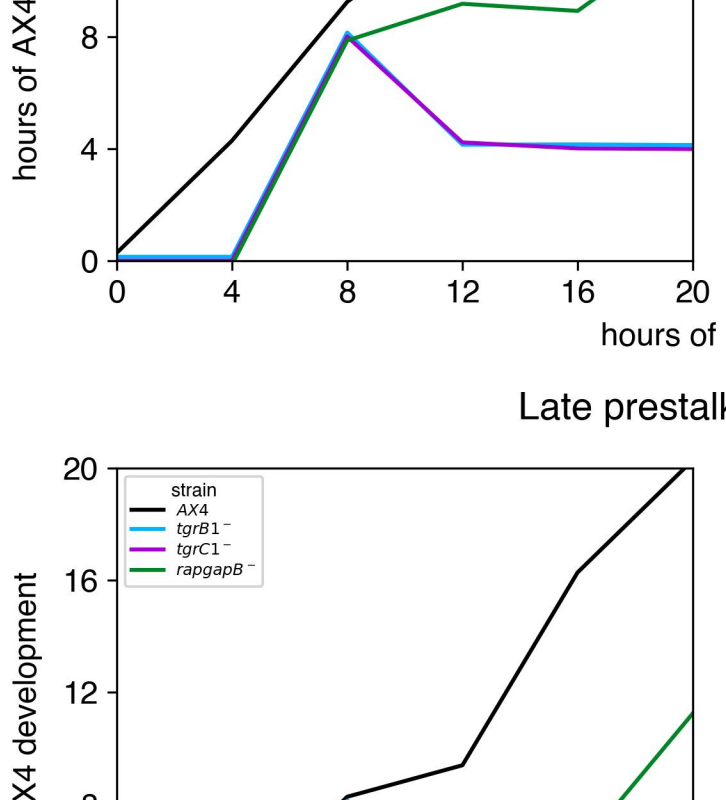 hours of AX4
8
4
0
0 4 8 12 16 20
hours of
Late prestalk
20
16
12
strain
AX4
tgrB1⁻
tgrC1⁻
rapgapB⁻
X4 development